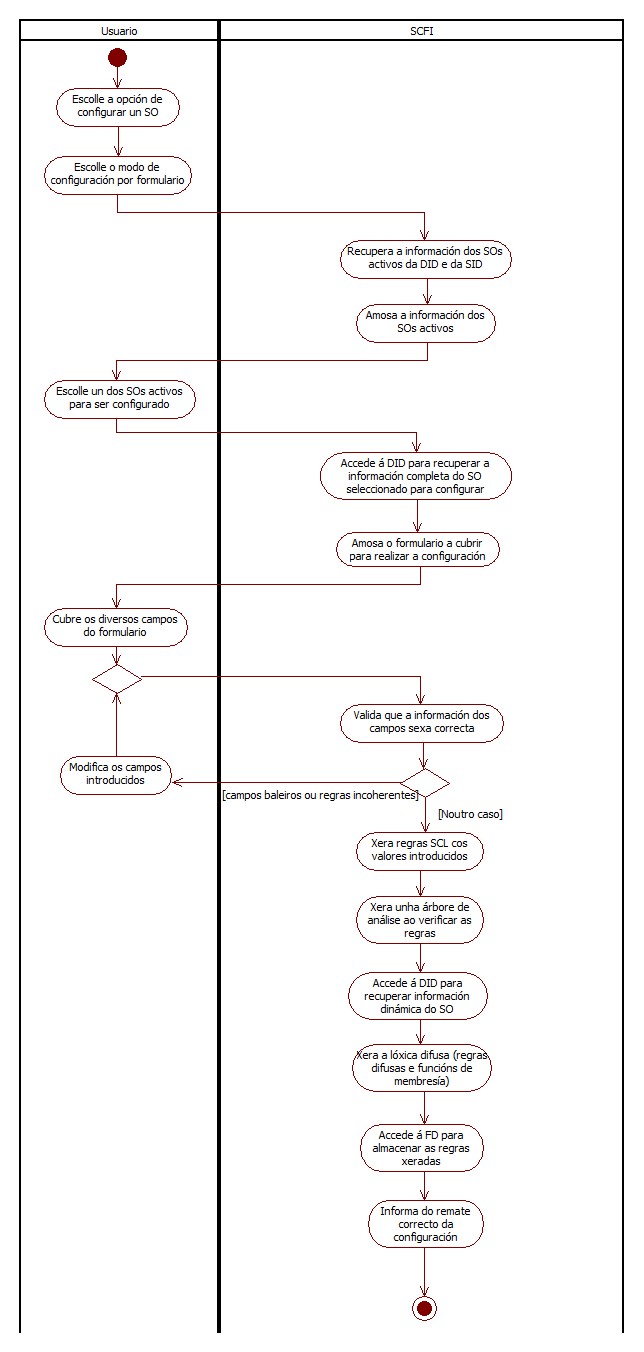 Usuario
SCFI
Escolle a opción de
configurar un SO
Escolle o modo de
configuración por formulario
Recupera a información dos SOs
activos da DID e da SID
Amosa a información dos
SOs activos
Escolle un dos SOs activos
para ser configurado
Accede á DID para recuperar a
información completa do SO
seleccionado para configurar
Amosa o formulario a cubrir
para realizar a configuración
Cubre os diversos campos
do formulario
Valida que a información dos
campos sexa correcta
Modifica os campos
introducidos
[campos baleiros ou regras incoherentes]
[Noutro caso]
Xera regras SCL cos
valores introducidos
Xera unha árbore de
análise ao verificar as
regras
Accede á DID para
recuperar información
dinámica do SO
Xera a lóxica difusa (regras
difusas e funcións de
membresía)
Accede á FD para
almacenar as regras
xeradas
Informa do remate
correcto da
configuración